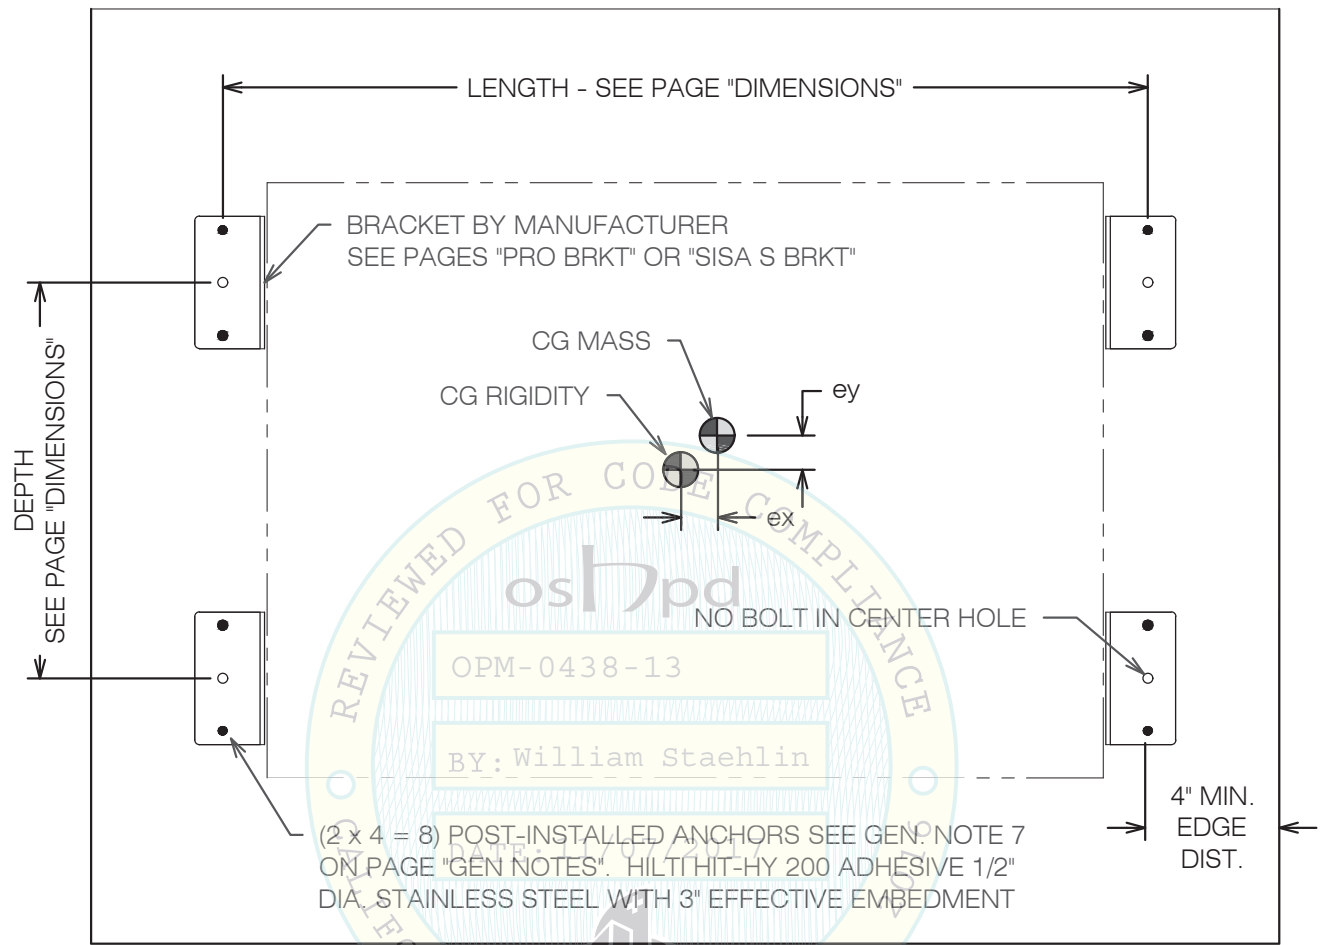 LENGTH - SEE PAGE "DIMENSIONS"
BRACKET BY MANUFACTURER
SEE PAGES "PRO BRKT" OR "SISA S BRKT"
CG MASS
CG RIGIDITY
ey
ex
DEPTH
SEE PAGE "DIMENSIONS"
REVIEWED FOR CODE COMPLIANCE
oshpd
NO BOLT IN CENTER HOLE
OPM-0438-13
BY: William Staehlin
4" MIN.
EDGE
DIST.
(2 x 4 = 8) POST-INSTALLED ANCHORS SEE GEN. NOTE 7
ON PAGE "GEN NOTES". HILTI HIT-HY 200 ADHESIVE 1/2"
DIA. STAINLESS STEEL WITH 3" EFFECTIVE EMBEDMENT
DATE: 11/07/2017
2016